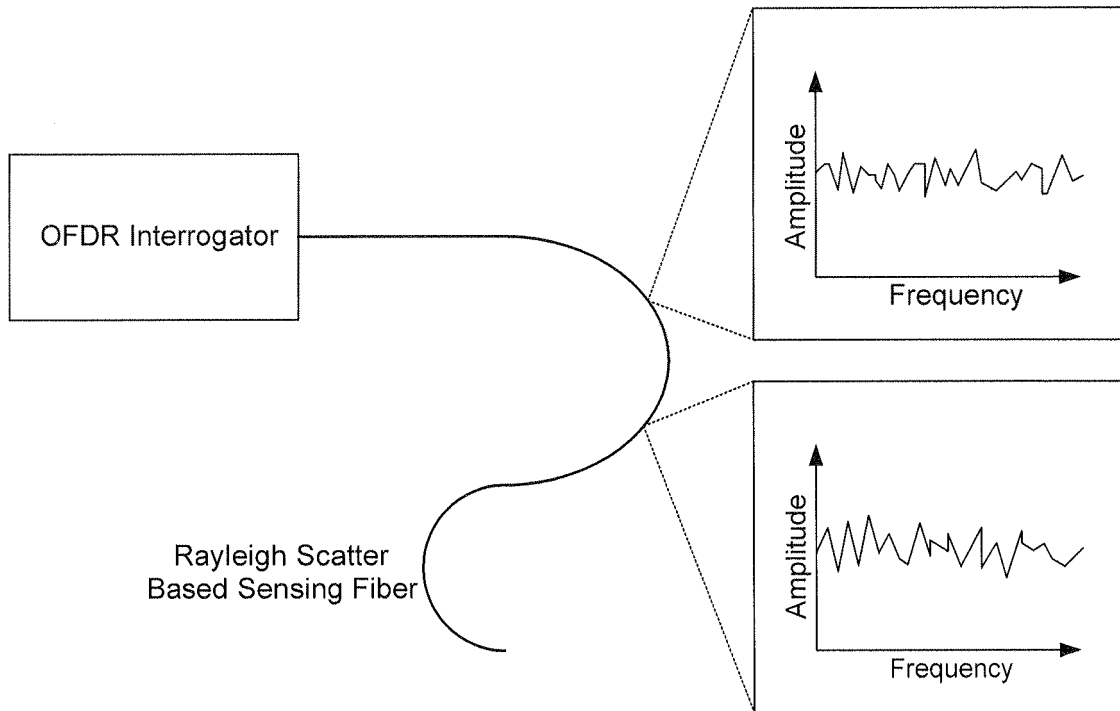 OFDR Interrogator
Amplitude
Frequency
Rayleigh Scatter
Based Sensing Fiber
Amplitude
Frequency